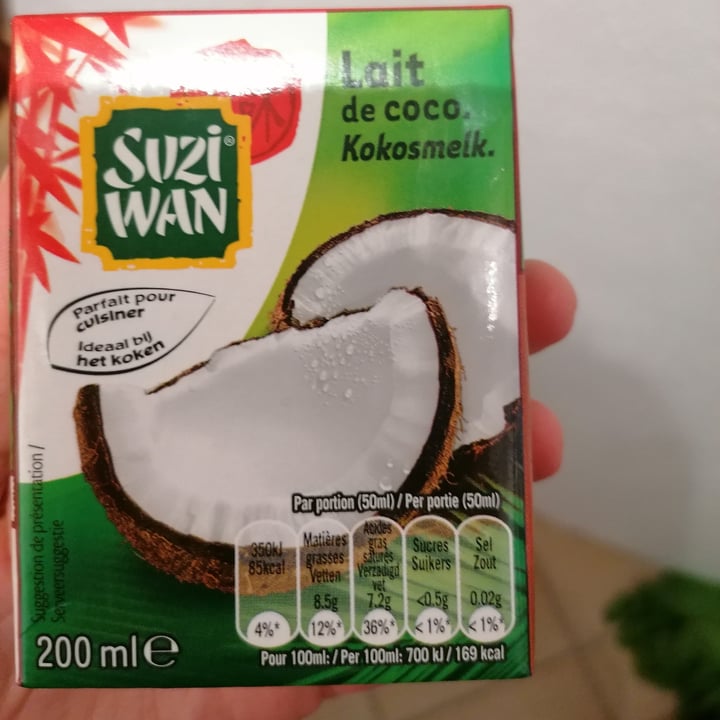 Lait
de coco.
Kokosmelk.
SUZI®
WAN
Parfait pour
cuisiner
Ideaal bij
het koken
Suggestion de présentation /
Serveersuggestie
Par portion (50ml) / Per portie (50ml)
350kJ
85kcal
4%*
Matières
grasses
Vetten
8.5g
12%*
Acides
gras
saturés
Verzadigd
vet
7.2g
36%*
Sucres
Suikers
<0.5g
<1%*
Sel
Zout
0.02g
<1%*
200 ml e
Pour 100ml: / Per 100ml: 700 kJ / 169 kcal